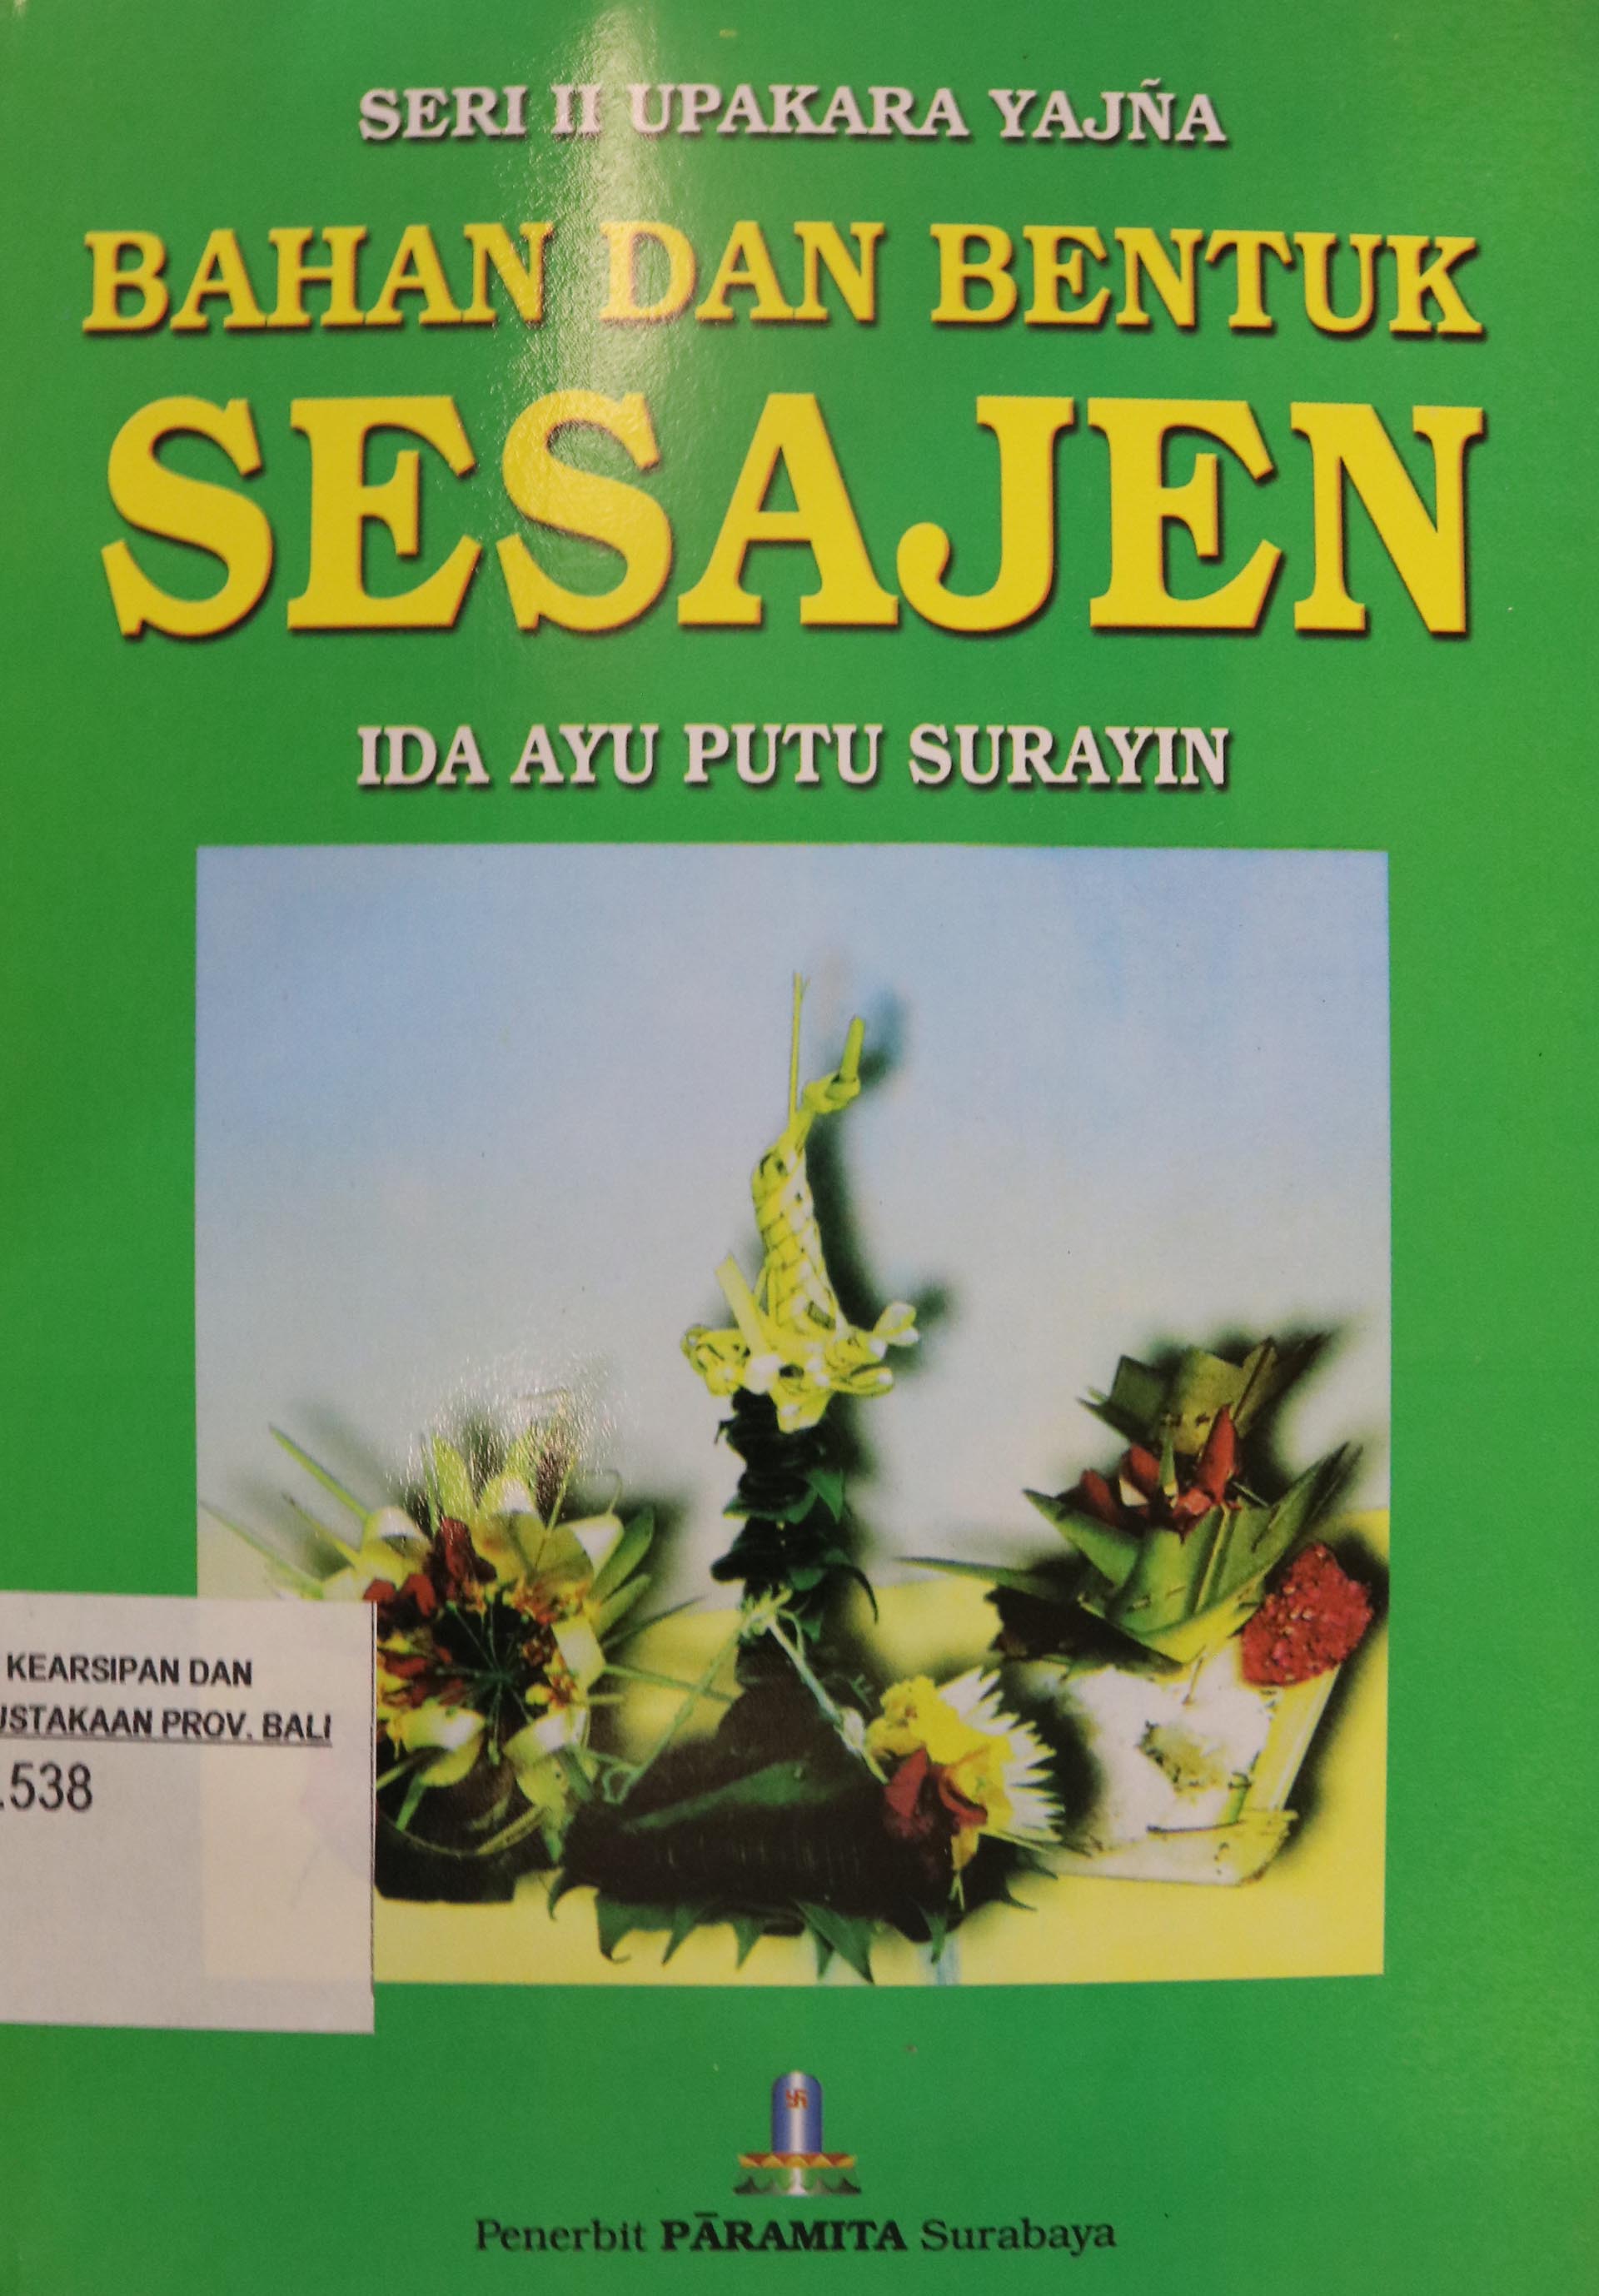 SERI II UPAKARA YAJÑA
BAHAN DAN BENTUK
SESAJEN
IDA AYU PUTU SURAYIN
KEARSIPAN DAN
USTAKAAN PROV. BALI
.538
Penerbit PĀRAMITA Surabaya